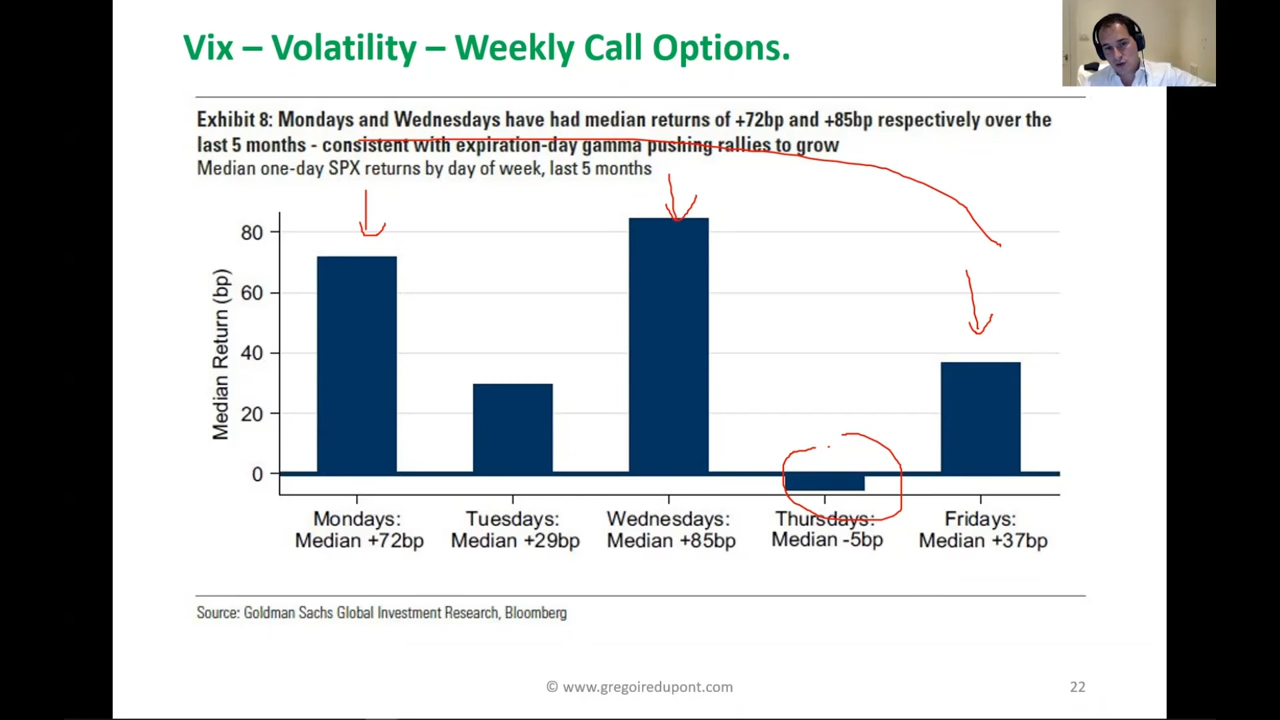 Vix – Volatility – Weekly Call Options.
Exhibit 8: Mondays and Wednesdays have had median returns of +72bp and +85bp respectively over the
last 5 months - consistent with expiration-day gamma pushing rallies to grow
Median one-day SPX returns by day of week, last 5 months
Median Return (bp)
80
60
40
20
0
Mondays: Tuesdays: Wednesdays: Thursdays: Fridays:
Median +72bp Median +29bp Median +85bp Median -5bp Median +37bp
Source: Goldman Sachs Global Investment Research, Bloomberg
© www.gregoiredupont.com 22